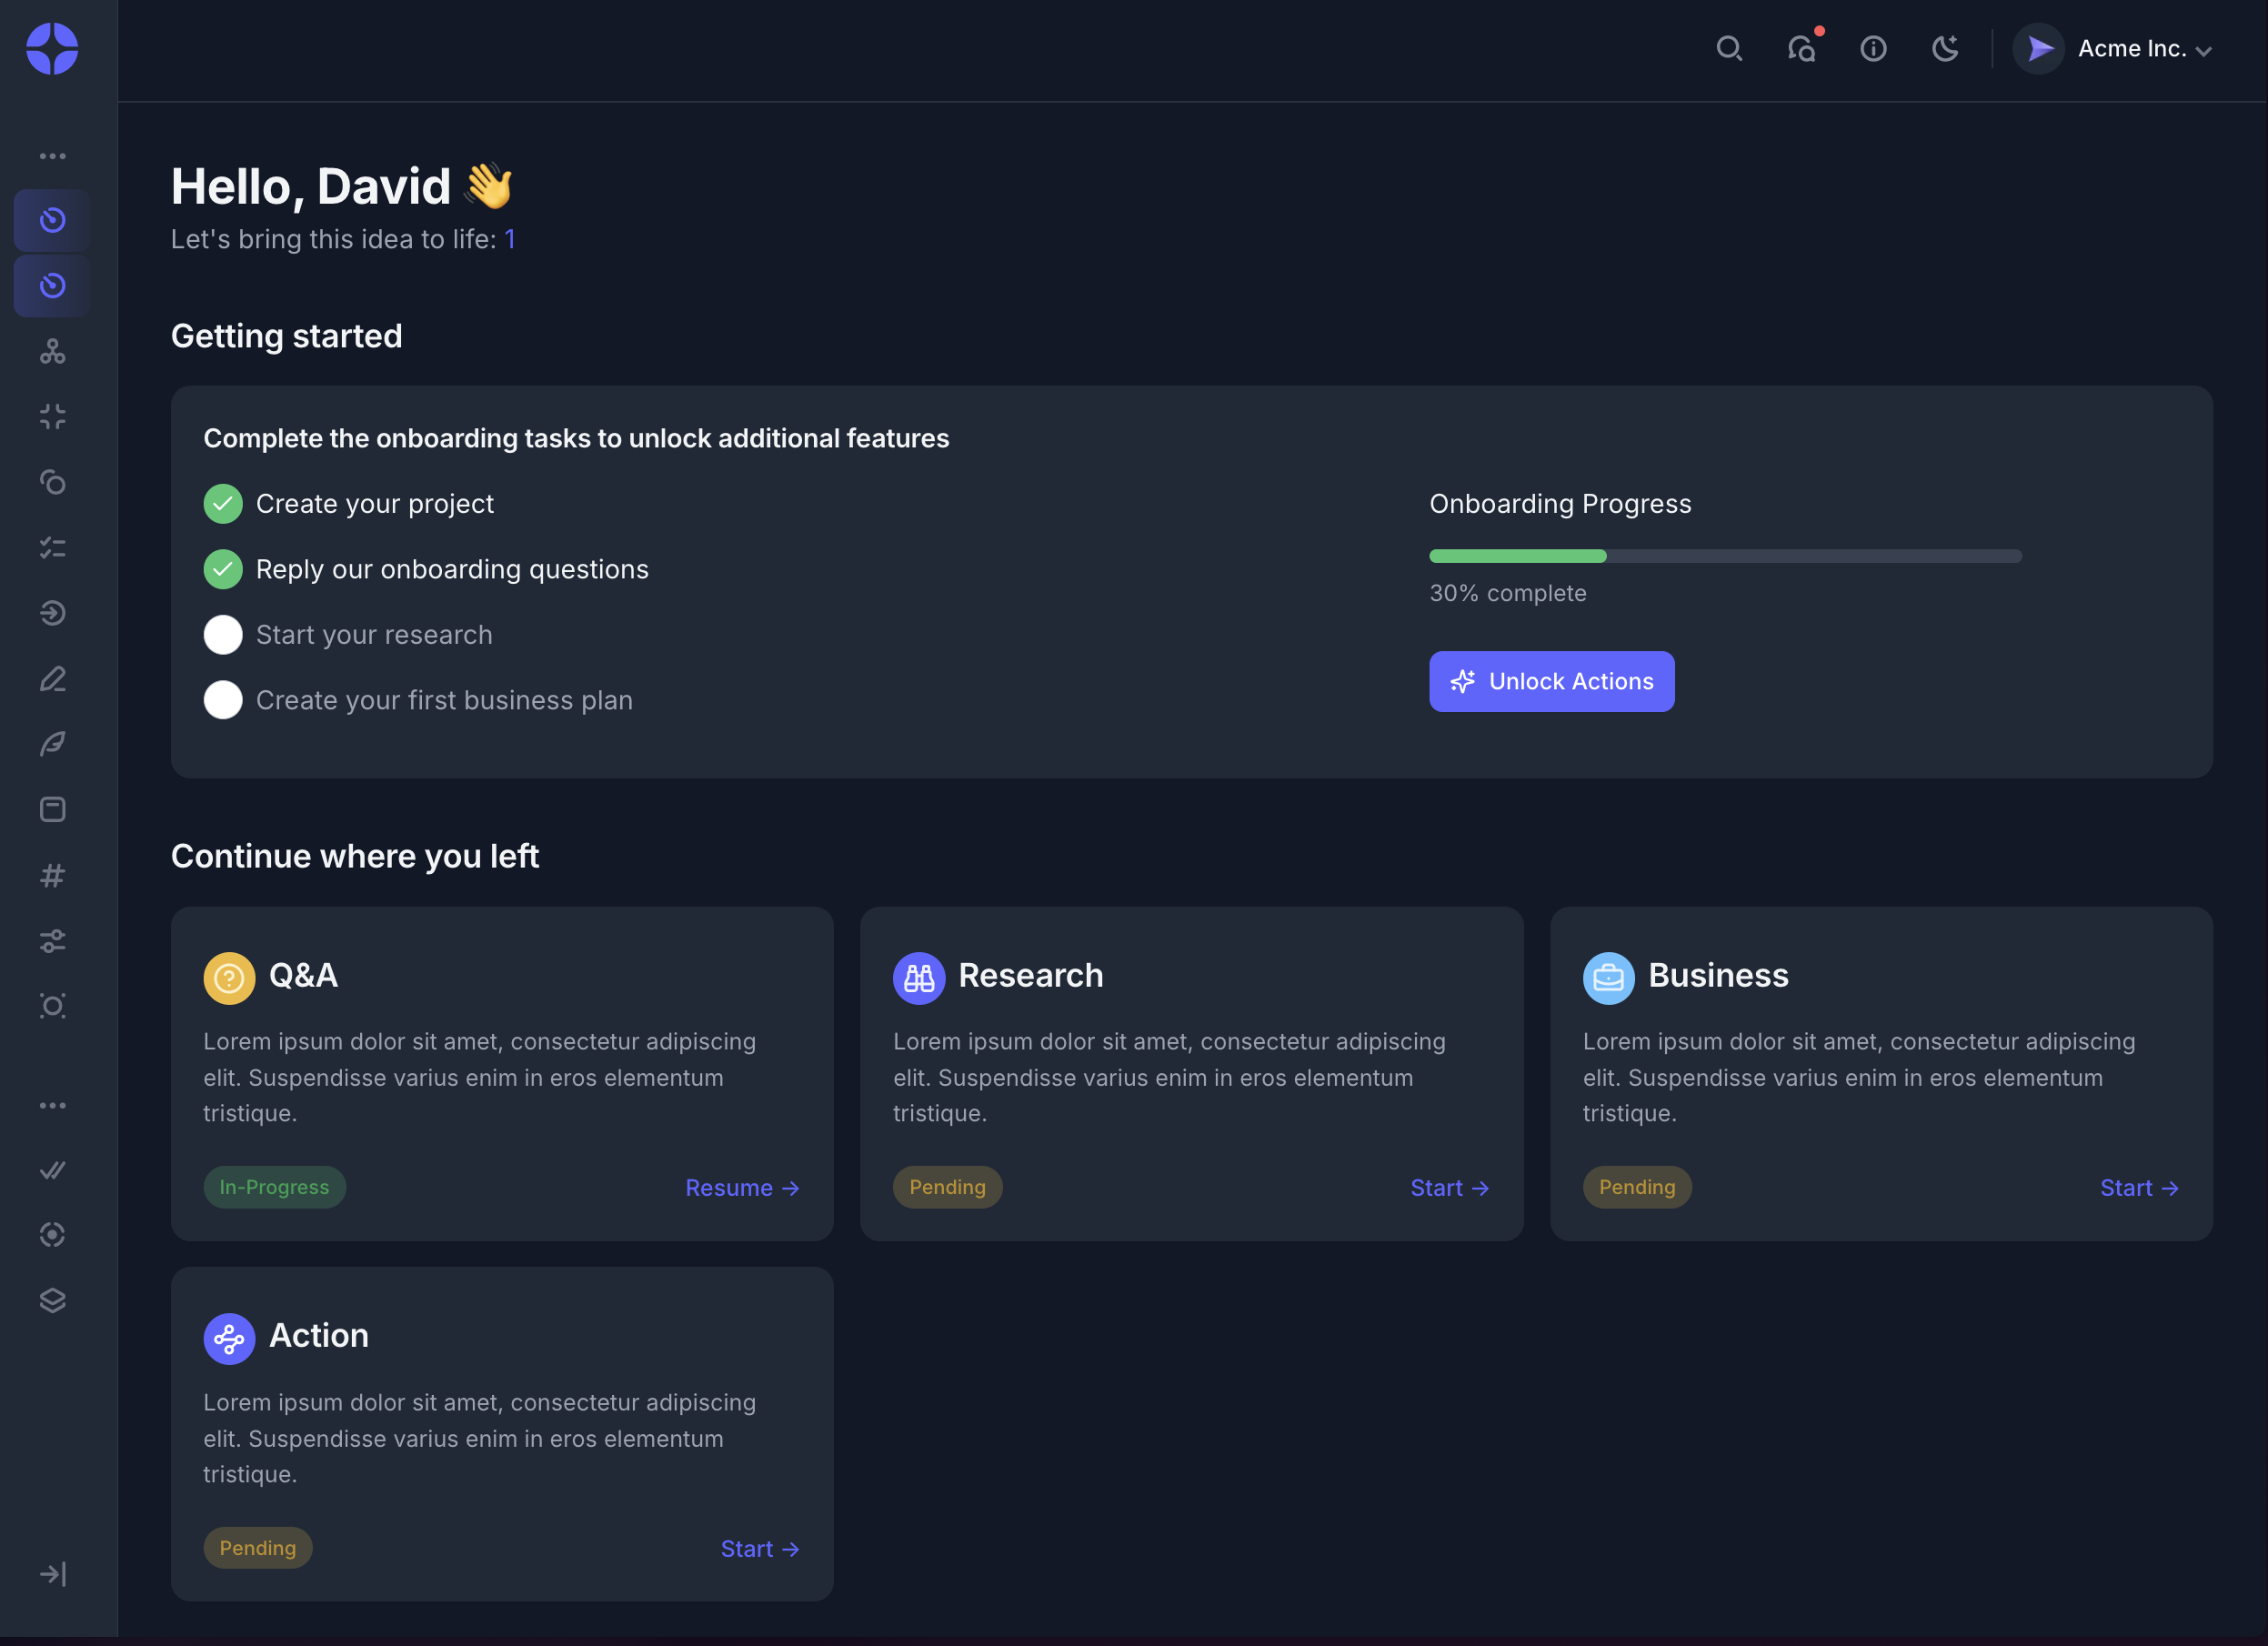 Acme Inc.
Hello, David 👋
Let's bring this idea to life: 1
Getting started
Complete the onboarding tasks to unlock additional features
Create your project
Reply our onboarding questions
Start your research
Create your first business plan
Onboarding Progress
30% complete
Unlock Actions
Continue where you left
Q&A
Lorem ipsum dolor sit amet, consectetur adipiscing
elit. Suspendisse varius enim in eros elementum
tristique.
In-Progress
Resume →
Research
Lorem ipsum dolor sit amet, consectetur adipiscing
elit. Suspendisse varius enim in eros elementum
tristique.
Pending
Start →
Business
Lorem ipsum dolor sit amet, consectetur adipiscing
elit. Suspendisse varius enim in eros elementum
tristique.
Pending
Start →
Action
Lorem ipsum dolor sit amet, consectetur adipiscing
elit. Suspendisse varius enim in eros elementum
tristique.
Pending
Start →